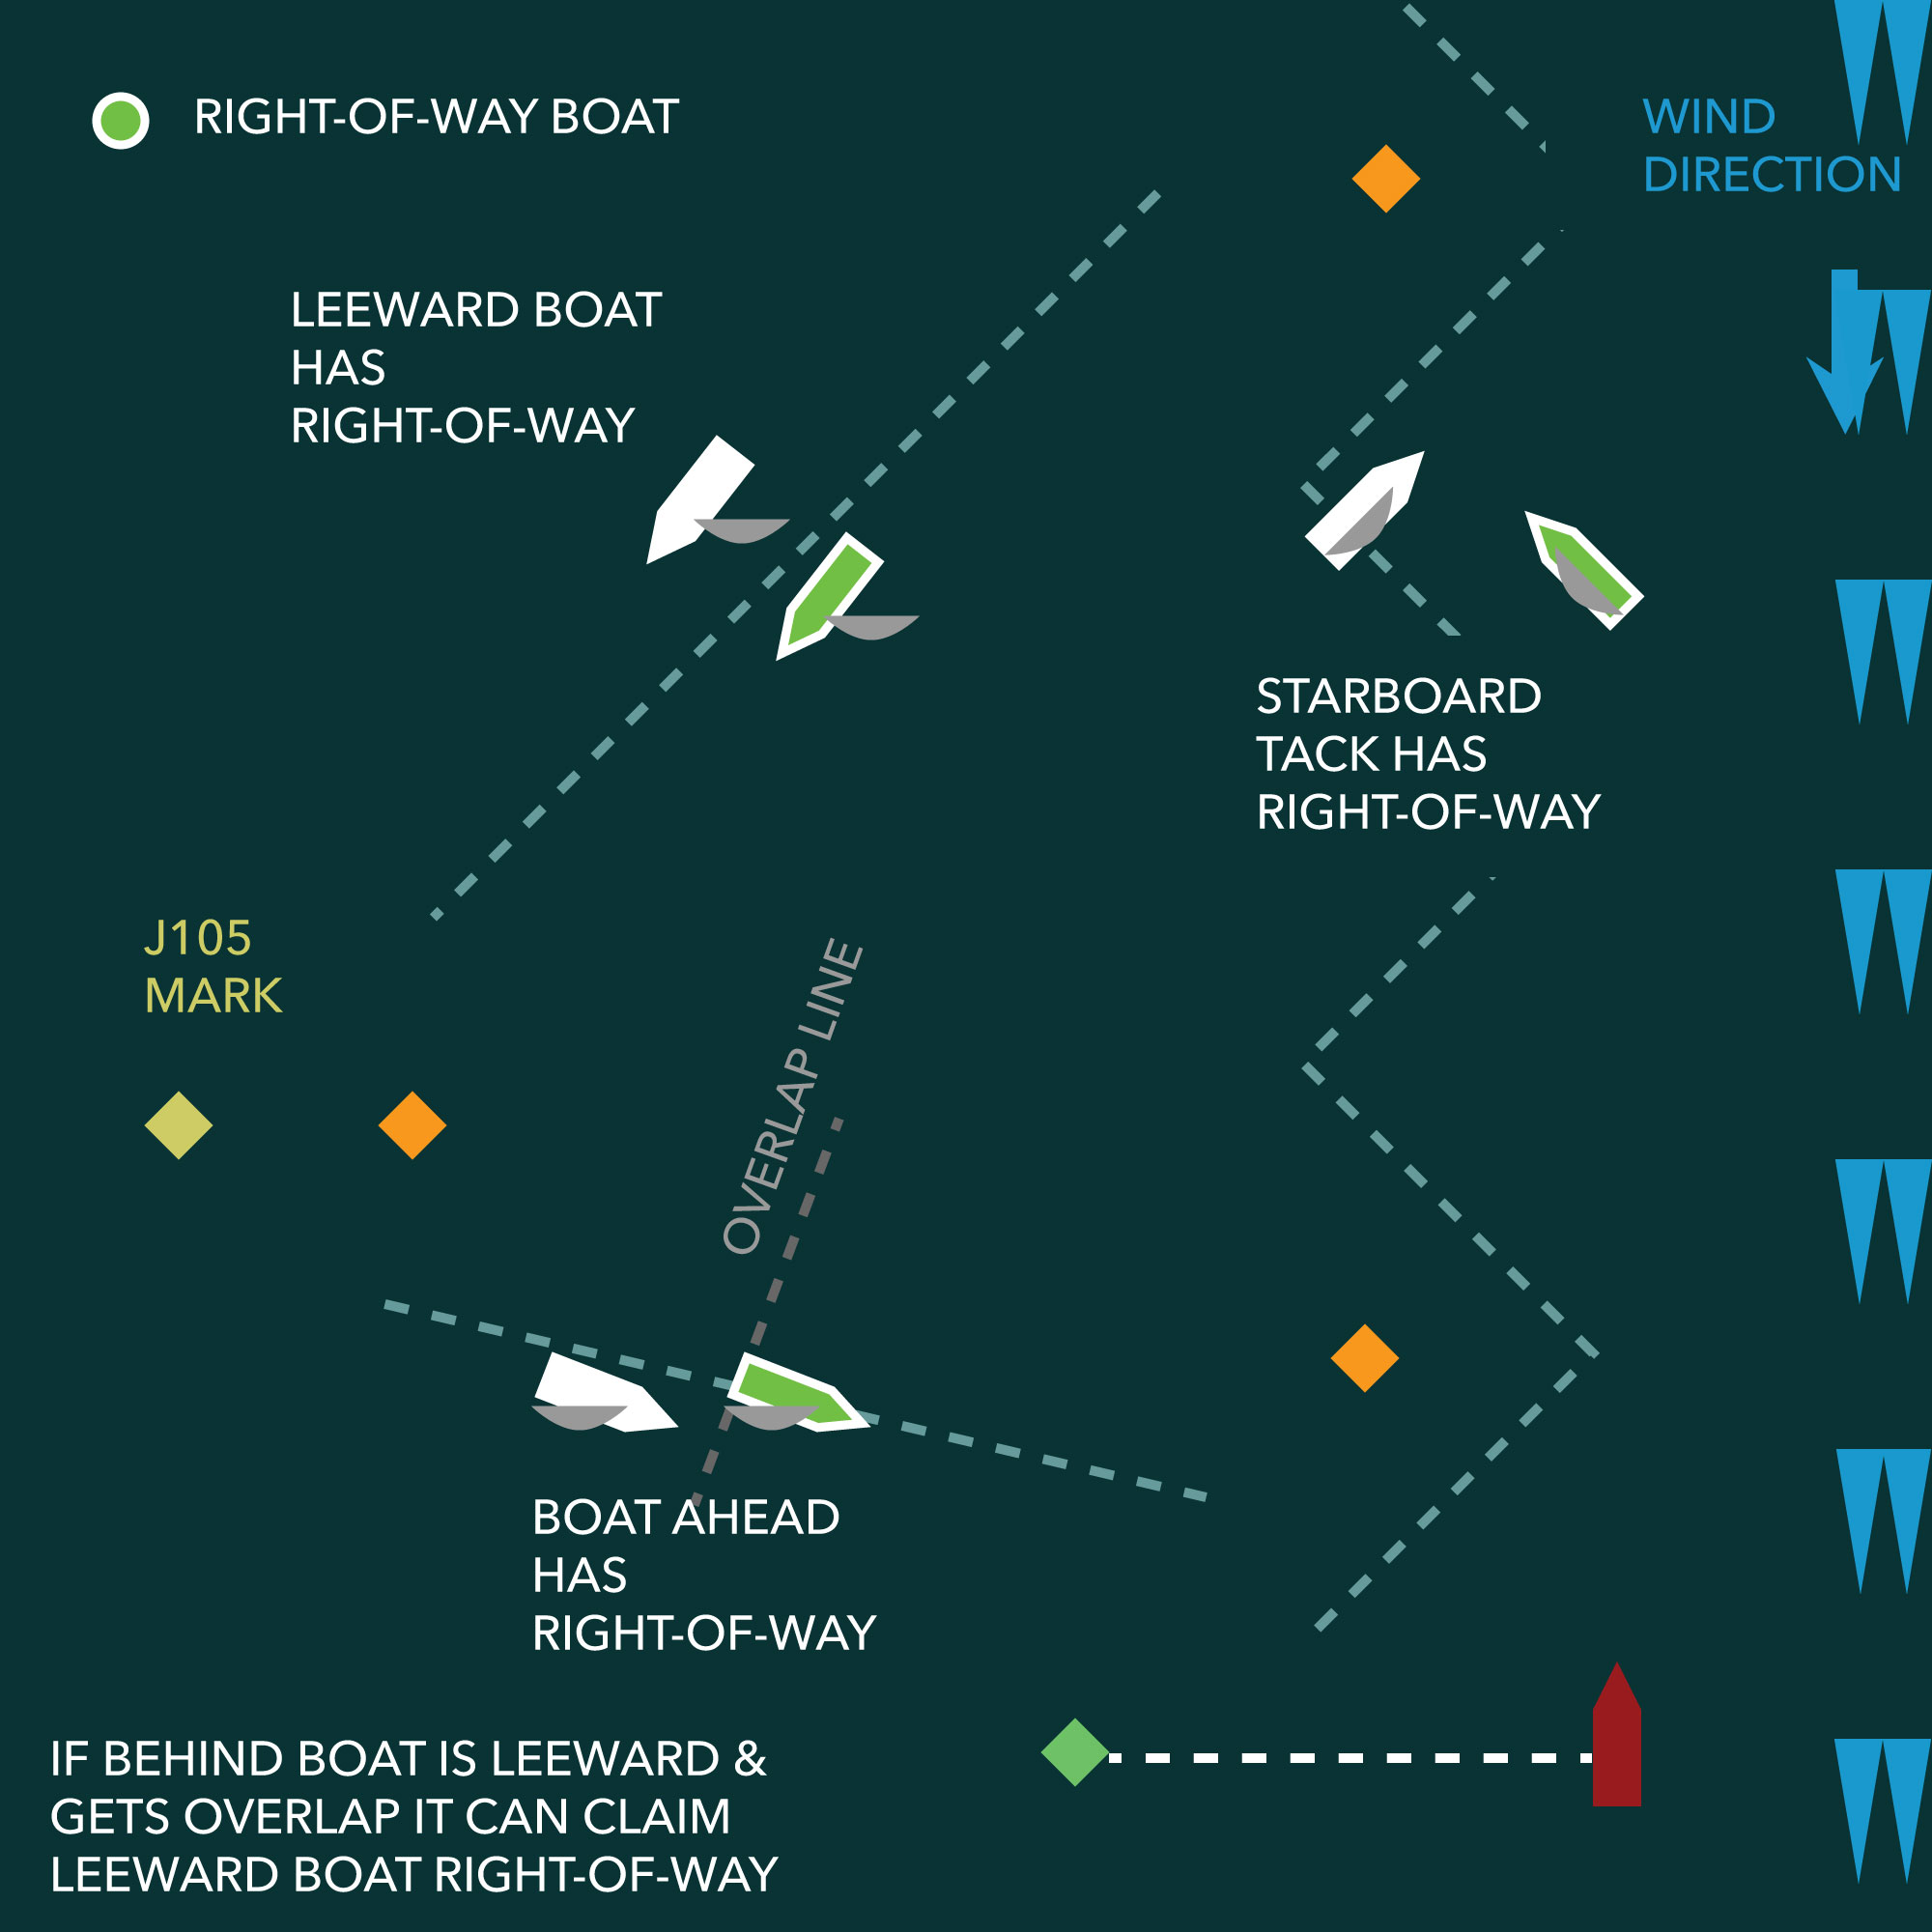 RIGHT-OF-WAY BOAT
WIND
DIRECTION
LEEWARD BOAT
HAS
RIGHT-OF-WAY
STARBOARD
TACK HAS
RIGHT-OF-WAY
J105
MARK
OVERLAP LINE
BOAT AHEAD
HAS
RIGHT-OF-WAY
IF BEHIND BOAT IS LEEWARD &
GETS OVERLAP IT CAN CLAIM
LEEWARD BOAT RIGHT-OF-WAY